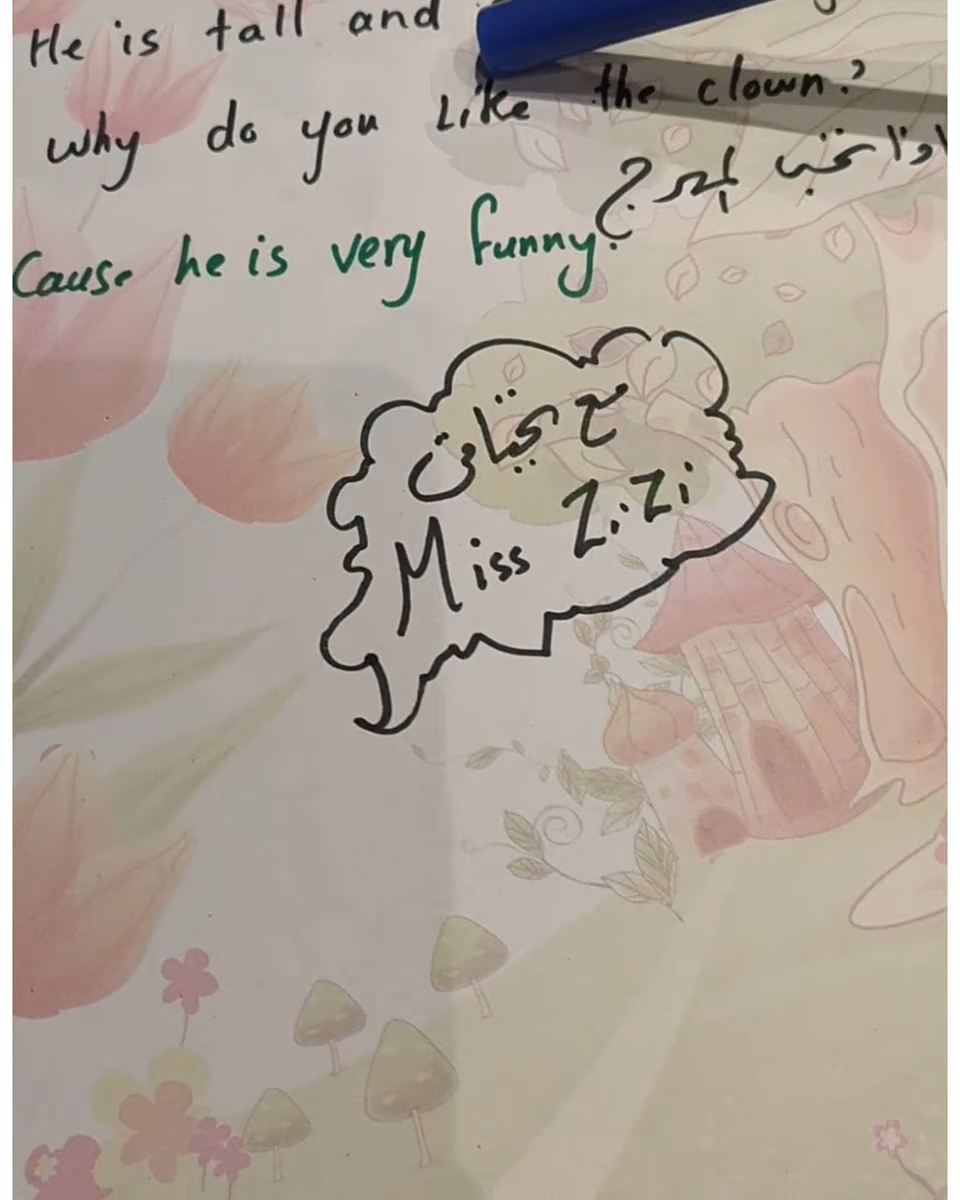 He is tall and
Why do you like the clown?
لماذا تحب المهرج ؟
Cause he is very funny.
مع تحيات
Miss Zizi